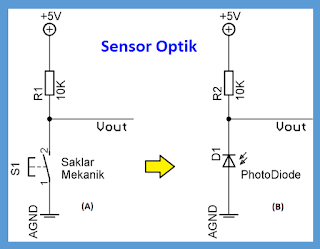 Sensor Optik
+5V
R1
10K
Vout
S1
2
1
Saklar
Mekanik
AGND
(A)
+5V
R2
10K
Vout
D1
PhotoDiode
AGND
(B)